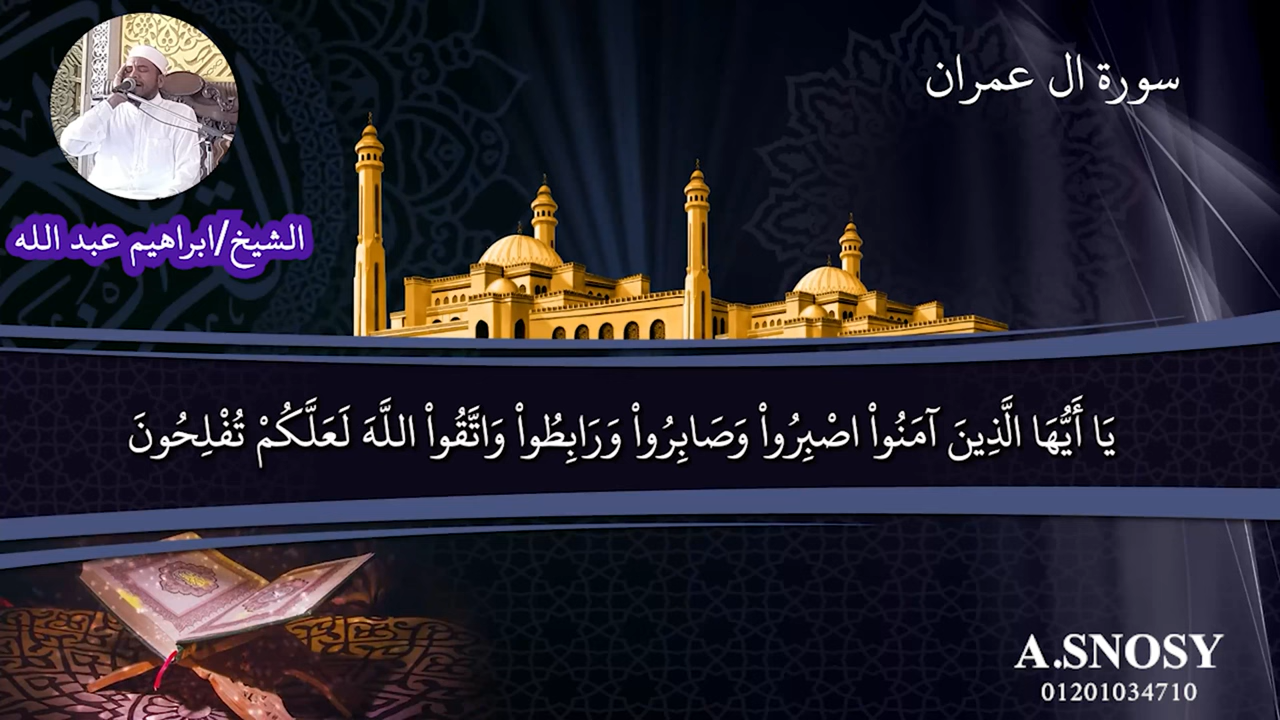 سورة ال عمران
الشيخ/ابراهيم عبد الله
يَا أَيُّهَا الَّذِينَ آمَنُواْ اصْبِرُواْ وَصَابِرُواْ وَرَابِطُواْ وَاتَّقُواْ اللَّهَ لَعَلَّكُمْ تُفْلِحُونَ
A.SNOSY
01201034710